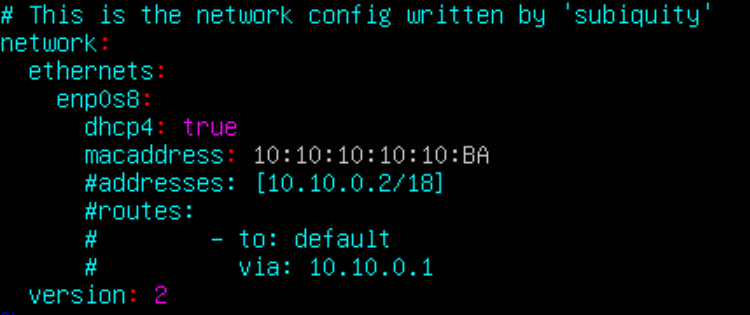 # This is the network config written by 'subiquity'
network:
  ethernets:
    enp0s8:
      dhcp4: true
      macaddress: 10:10:10:10:10:BA
      #addresses: [10.10.0.2/18]
      #routes:
      #        - to: default
      #          via: 10.10.0.1
  version: 2